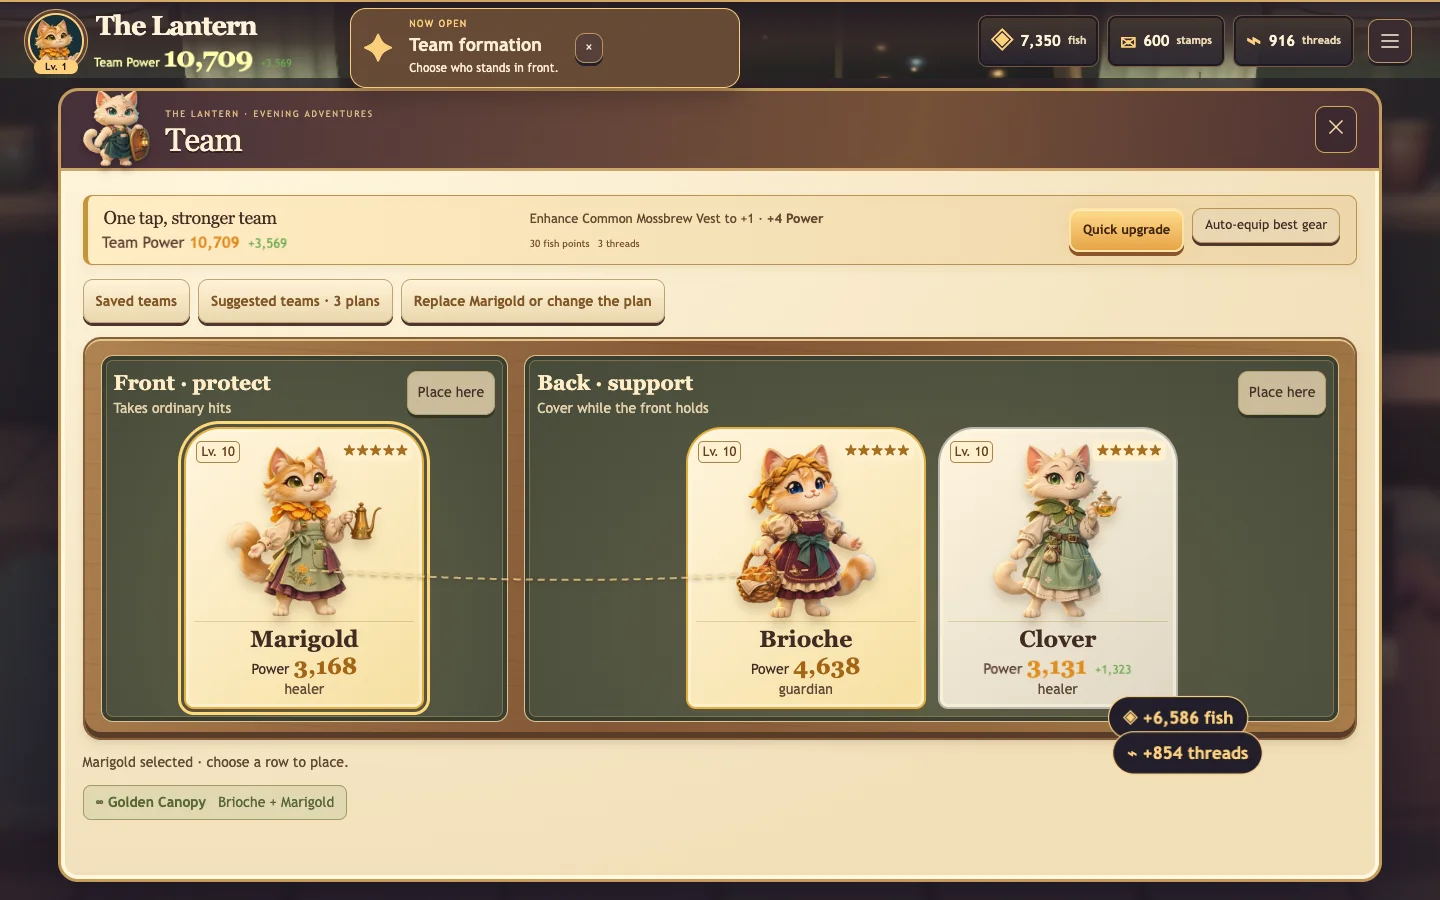 The Lantern
Lv. 1
Team Power 10,709 +3,569
NOW OPEN
Team formation
Choose who stands in front.
×
7,350 fish
600 stamps
916 threads
THE LANTERN · EVENING ADVENTURES
Team
One tap, stronger team
Team Power 10,709 +3,569
Enhance Common Mossbrew Vest to +1 · +4 Power
30 fish points 3 threads
Quick upgrade
Auto-equip best gear
Saved teams
Suggested teams · 3 plans
Replace Marigold or change the plan
Front · protect
Takes ordinary hits
Place here
Back · support
Cover while the front holds
Place here
Lv. 10 ★★★★★
Marigold
Power 3,168
healer
Lv. 10 ★★★★★
Brioche
Power 4,638
guardian
Lv. 10 ★★★★★
Clover
Power 3,131 +1,323
healer
+6,586 fish
+854 threads
Marigold selected · choose a row to place.
Golden Canopy Brioche + Marigold